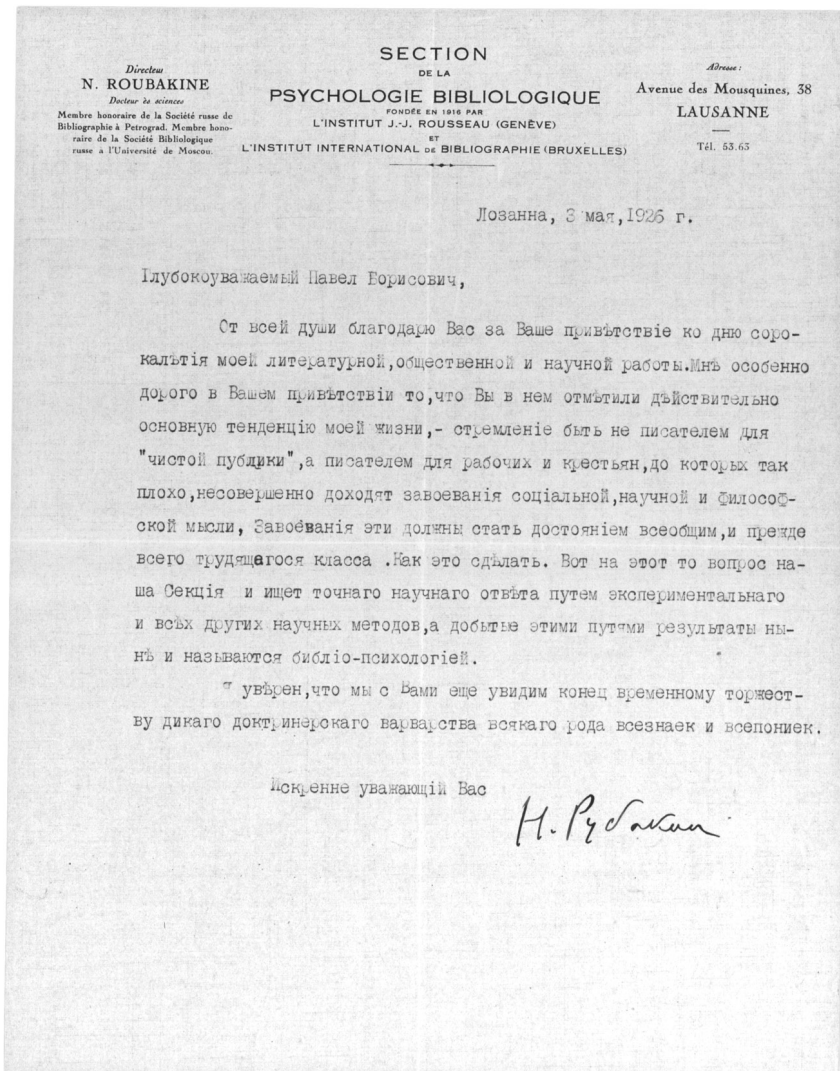 Directeur
N. ROUBAKINE
Docteur ès sciences
Membre honoraire de la Société russe de
Bibliographie à Petrograd. Membre hono-
raire de la Société Bibliologique
russe à l'Université de Moscou.
SECTION
DE LA
PSYCHOLOGIE BIBLIOLOGIQUE
FONDÉE EN 1916 PAR
L'INSTITUT J.-J. ROUSSEAU (GENÈVE)
ET
L'INSTITUT INTERNATIONAL DE BIBLIOGRAPHIE (BRUXELLES)
Adresse :
Avenue des Mousquines, 38
LAUSANNE
Tél. 53.63
Лозанна, 3 мая,1926 г.
Глубокоуважаемый Павел Борисович,
От всей души благодарю Вас за Ваше привѣтствіе ко дню соро-
калѣтія моей литературной,общественной и научной работы.Мнѣ особенно
дорого в Вашем привѣтствіи то,что Вы в нем отмѣтили дѣйствительно
основную тенденцію моей жизни,- стремленіе быть не писателем для
"чистой публики",а писателем для рабочих и крестьян,до которых так
плохо,несовершенно доходят завоеванія соціальной,научной и философ-
ской мысли, Завоеванія эти должны стать достояніем всеобщим,и прежде
всего трудящагося класса .Как это сдѣлать. Вот на этот то вопрос на-
ша Секція и ищет точнаго научнаго отвѣта путем экспериментальнаго
и всѣх других научных методов,а добытые этими путями результаты ны-
нѣ и называются библіо-психологіей.
Я увѣрен,что мы с Вами еще увидим конец временному торжест-
ву дикаго доктринерскаго варварства всякаго рода всезнаек и всепониек.
Искренне уважающій Вас
Н. Рубакин